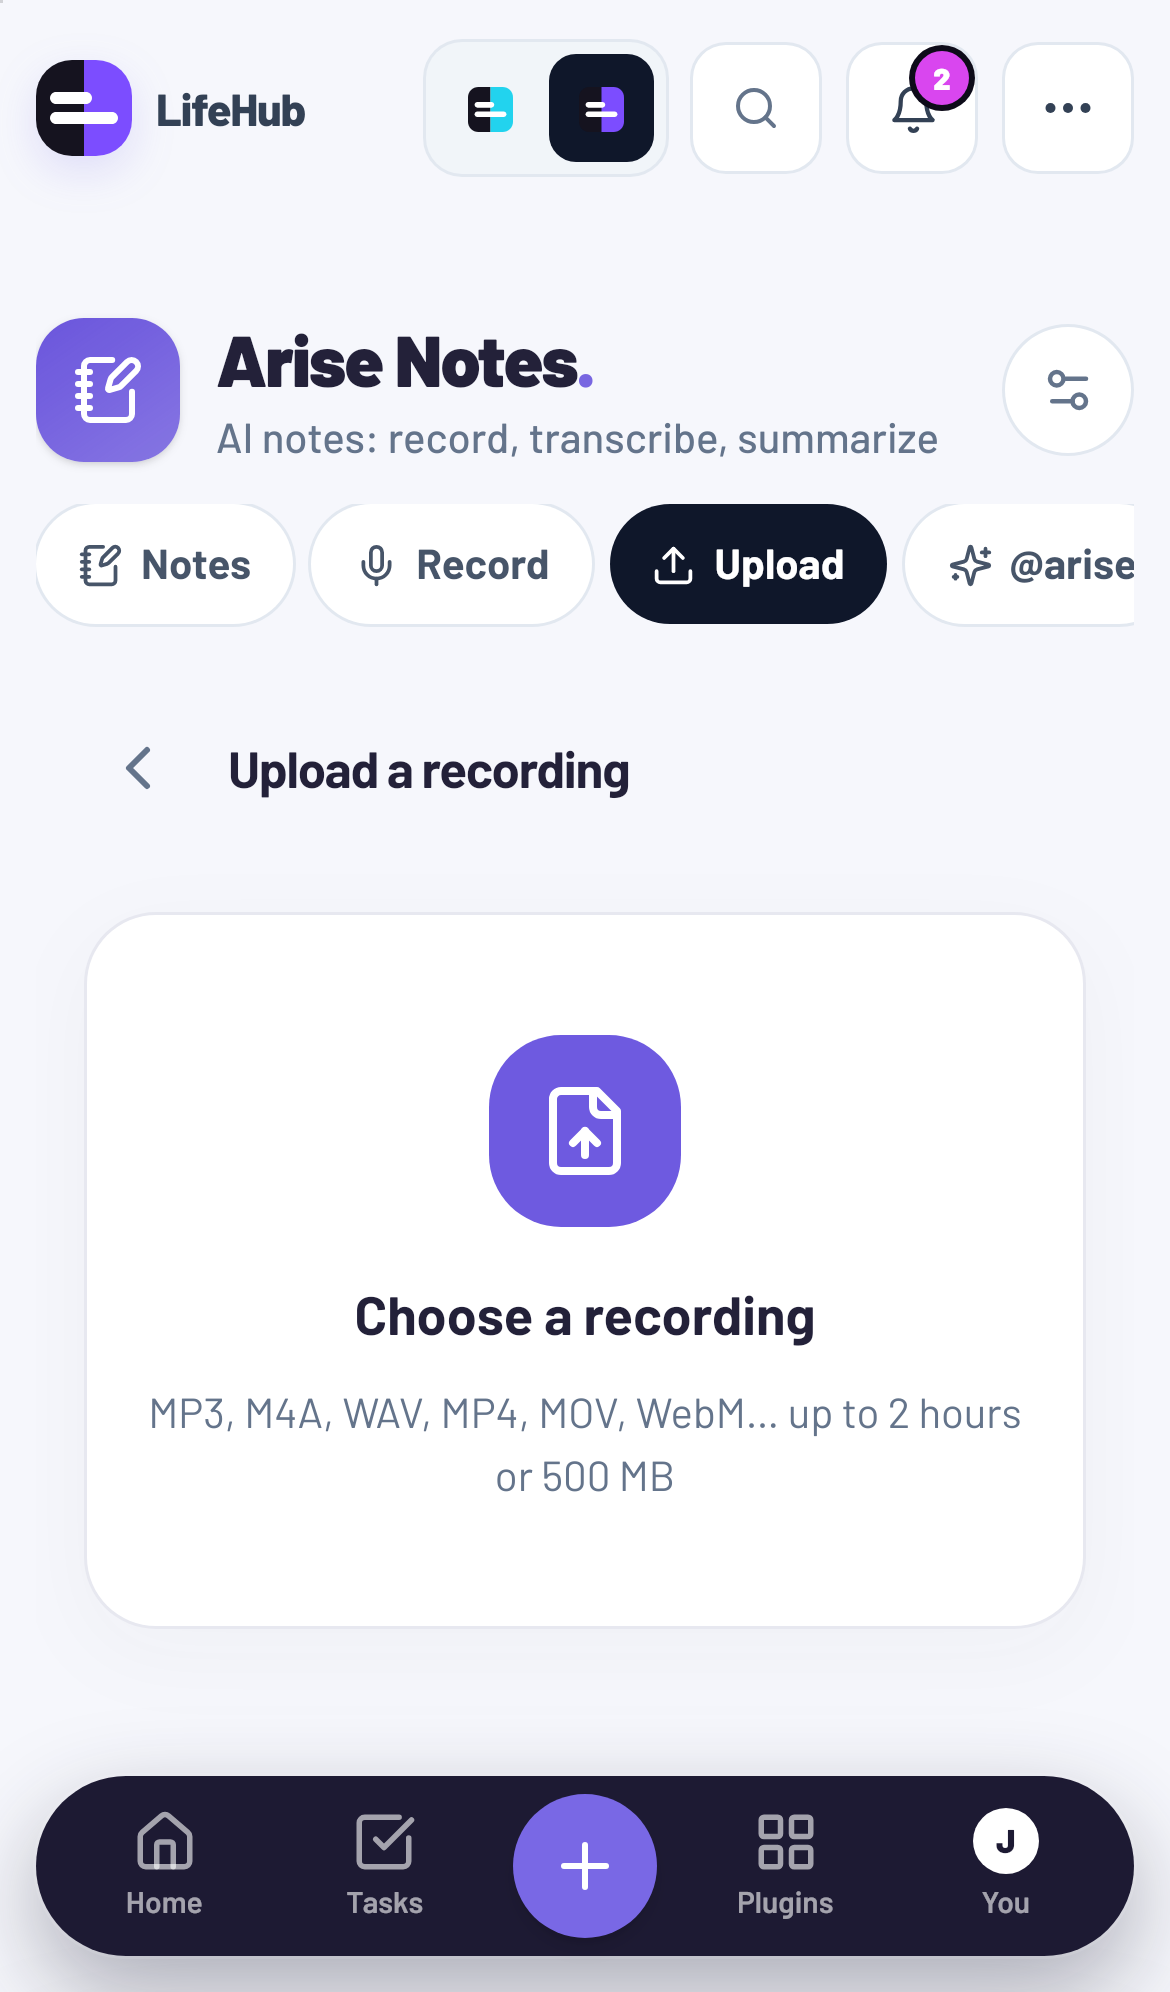 LifeHub
2
Arise Notes.
AI notes: record, transcribe, summarize
Notes
Record
Upload
@arise
Upload a recording
Choose a recording
MP3, M4A, WAV, MP4, MOV, WebM... up to 2 hours
or 500 MB
Home
Tasks
Plugins
J
You